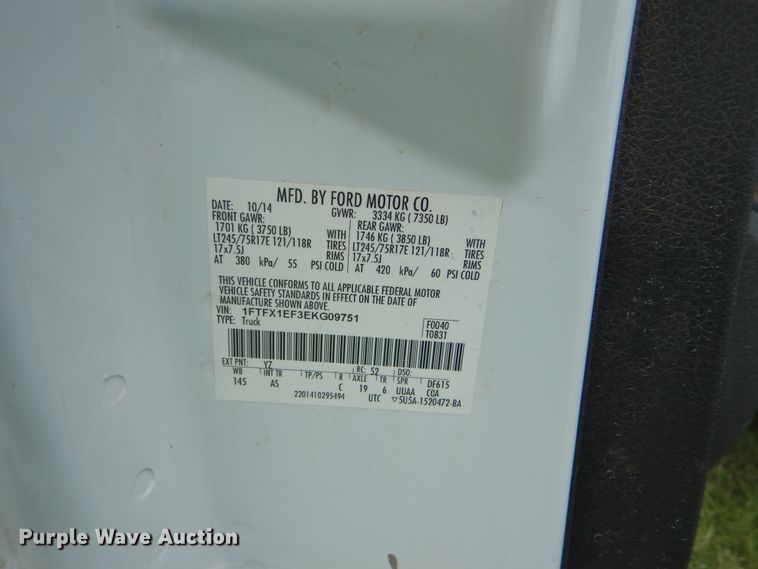 MFD. BY FORD MOTOR CO.
DATE: 10/14 GVWR: 3334 KG ( 7350 LB)
FRONT GAWR: REAR GAWR:
1701 KG ( 3750 LB) WITH 1746 KG ( 3850 LB) WITH
LT245/75R17E 121/118R TIRES LT245/75R17E 121/118R TIRES
17x7.5J RIMS 17x7.5J RIMS
AT 380 kPa/ 55 PSI COLD AT 420 kPa/ 60 PSI COLD
THIS VEHICLE CONFORMS TO ALL APPLICABLE FEDERAL MOTOR
VEHICLE SAFETY STANDARDS IN EFFECT ON THE DATE OF
MANUFACTURE SHOWN ABOVE.
VIN: 1FTFX1EF3EKG09751 F0040
TYPE: Truck T0831
EXT PNT: YZ RC: 52 DSO:
WB INT TR TP/PS R AXLE TR SPR DF615
145 AS C 19 6 UUAA CQA
2201410295494 UTC ▽5U5A-1520472-BA
Purple Wave Auction